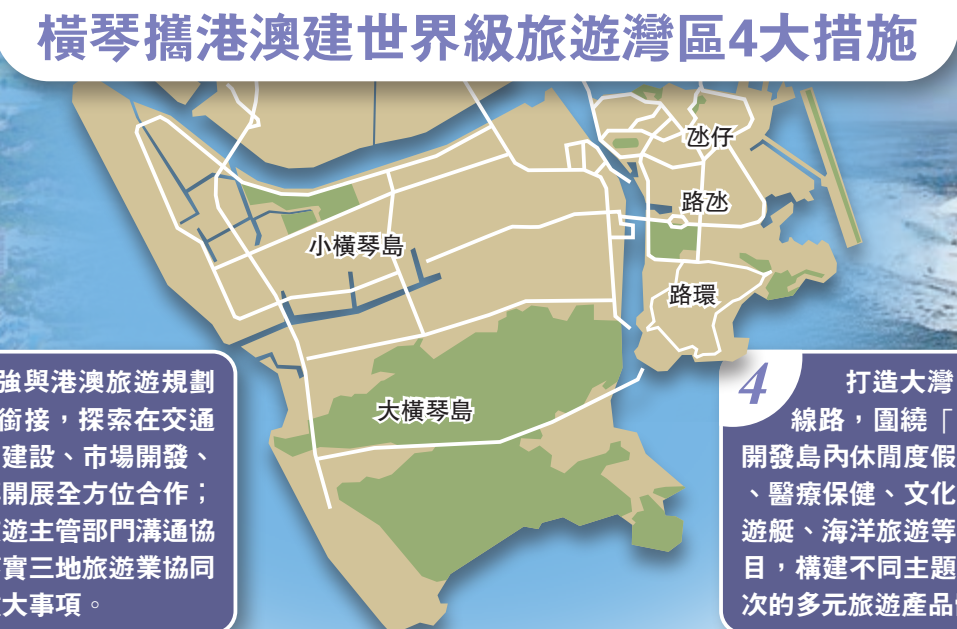 橫琴攜港澳建世界級旅遊灣區4大措施
氹仔
路氹
小橫琴島
路環
大橫琴島
強與港澳旅遊規劃
銜接，探索在交通
建設、市場開發、
開展全方位合作；
遊主管部門溝通協
實三地旅遊業協同
大事項。
4
打造大灣
線路，圍繞「
開發島內休閒度假
、醫療保健、文化
遊艇、海洋旅遊等
目，構建不同主題
次的多元旅遊產品